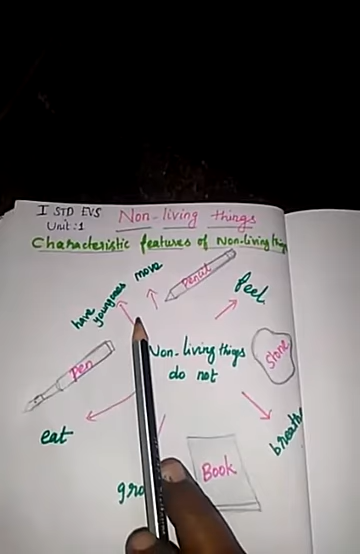 I STD EVS
Unit:1
Non-living things
Characteristic features of Non-living things
move
Pencil
feel
have
youngones
Non-living things
do not
Stone
Pen
eat
breath
Book
gro